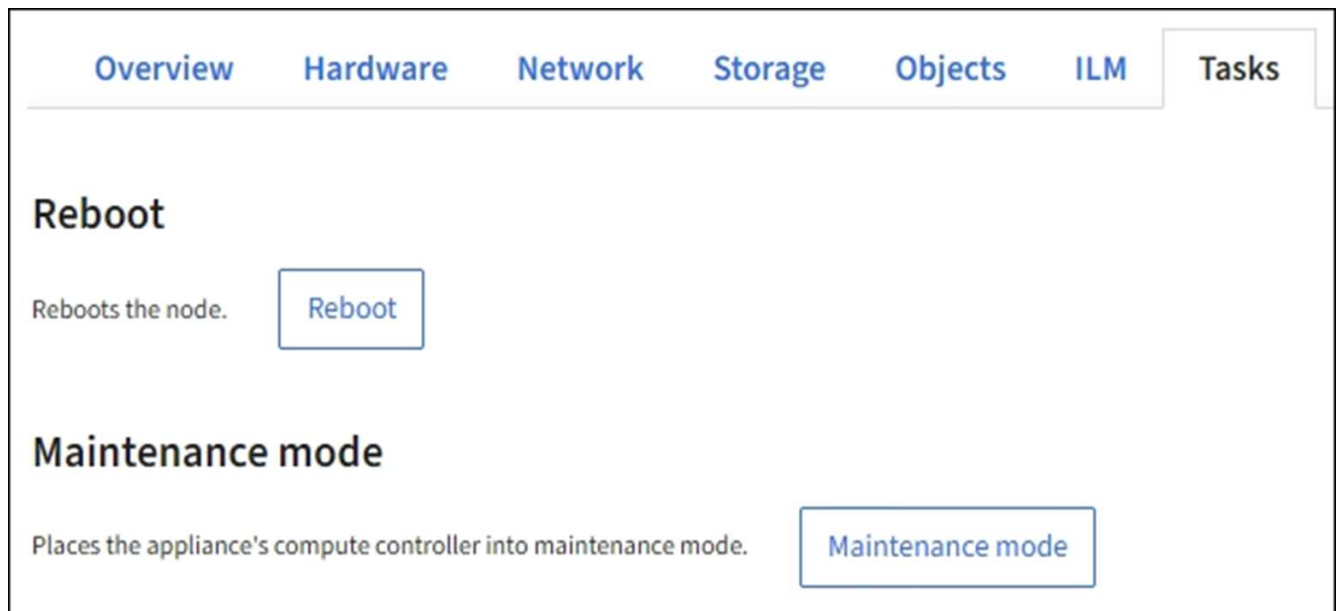 Overview Hardware Network Storage Objects ILM Tasks
Reboot
Reboots the node. Reboot
Maintenance mode
Places the appliance's compute controller into maintenance mode. Maintenance mode